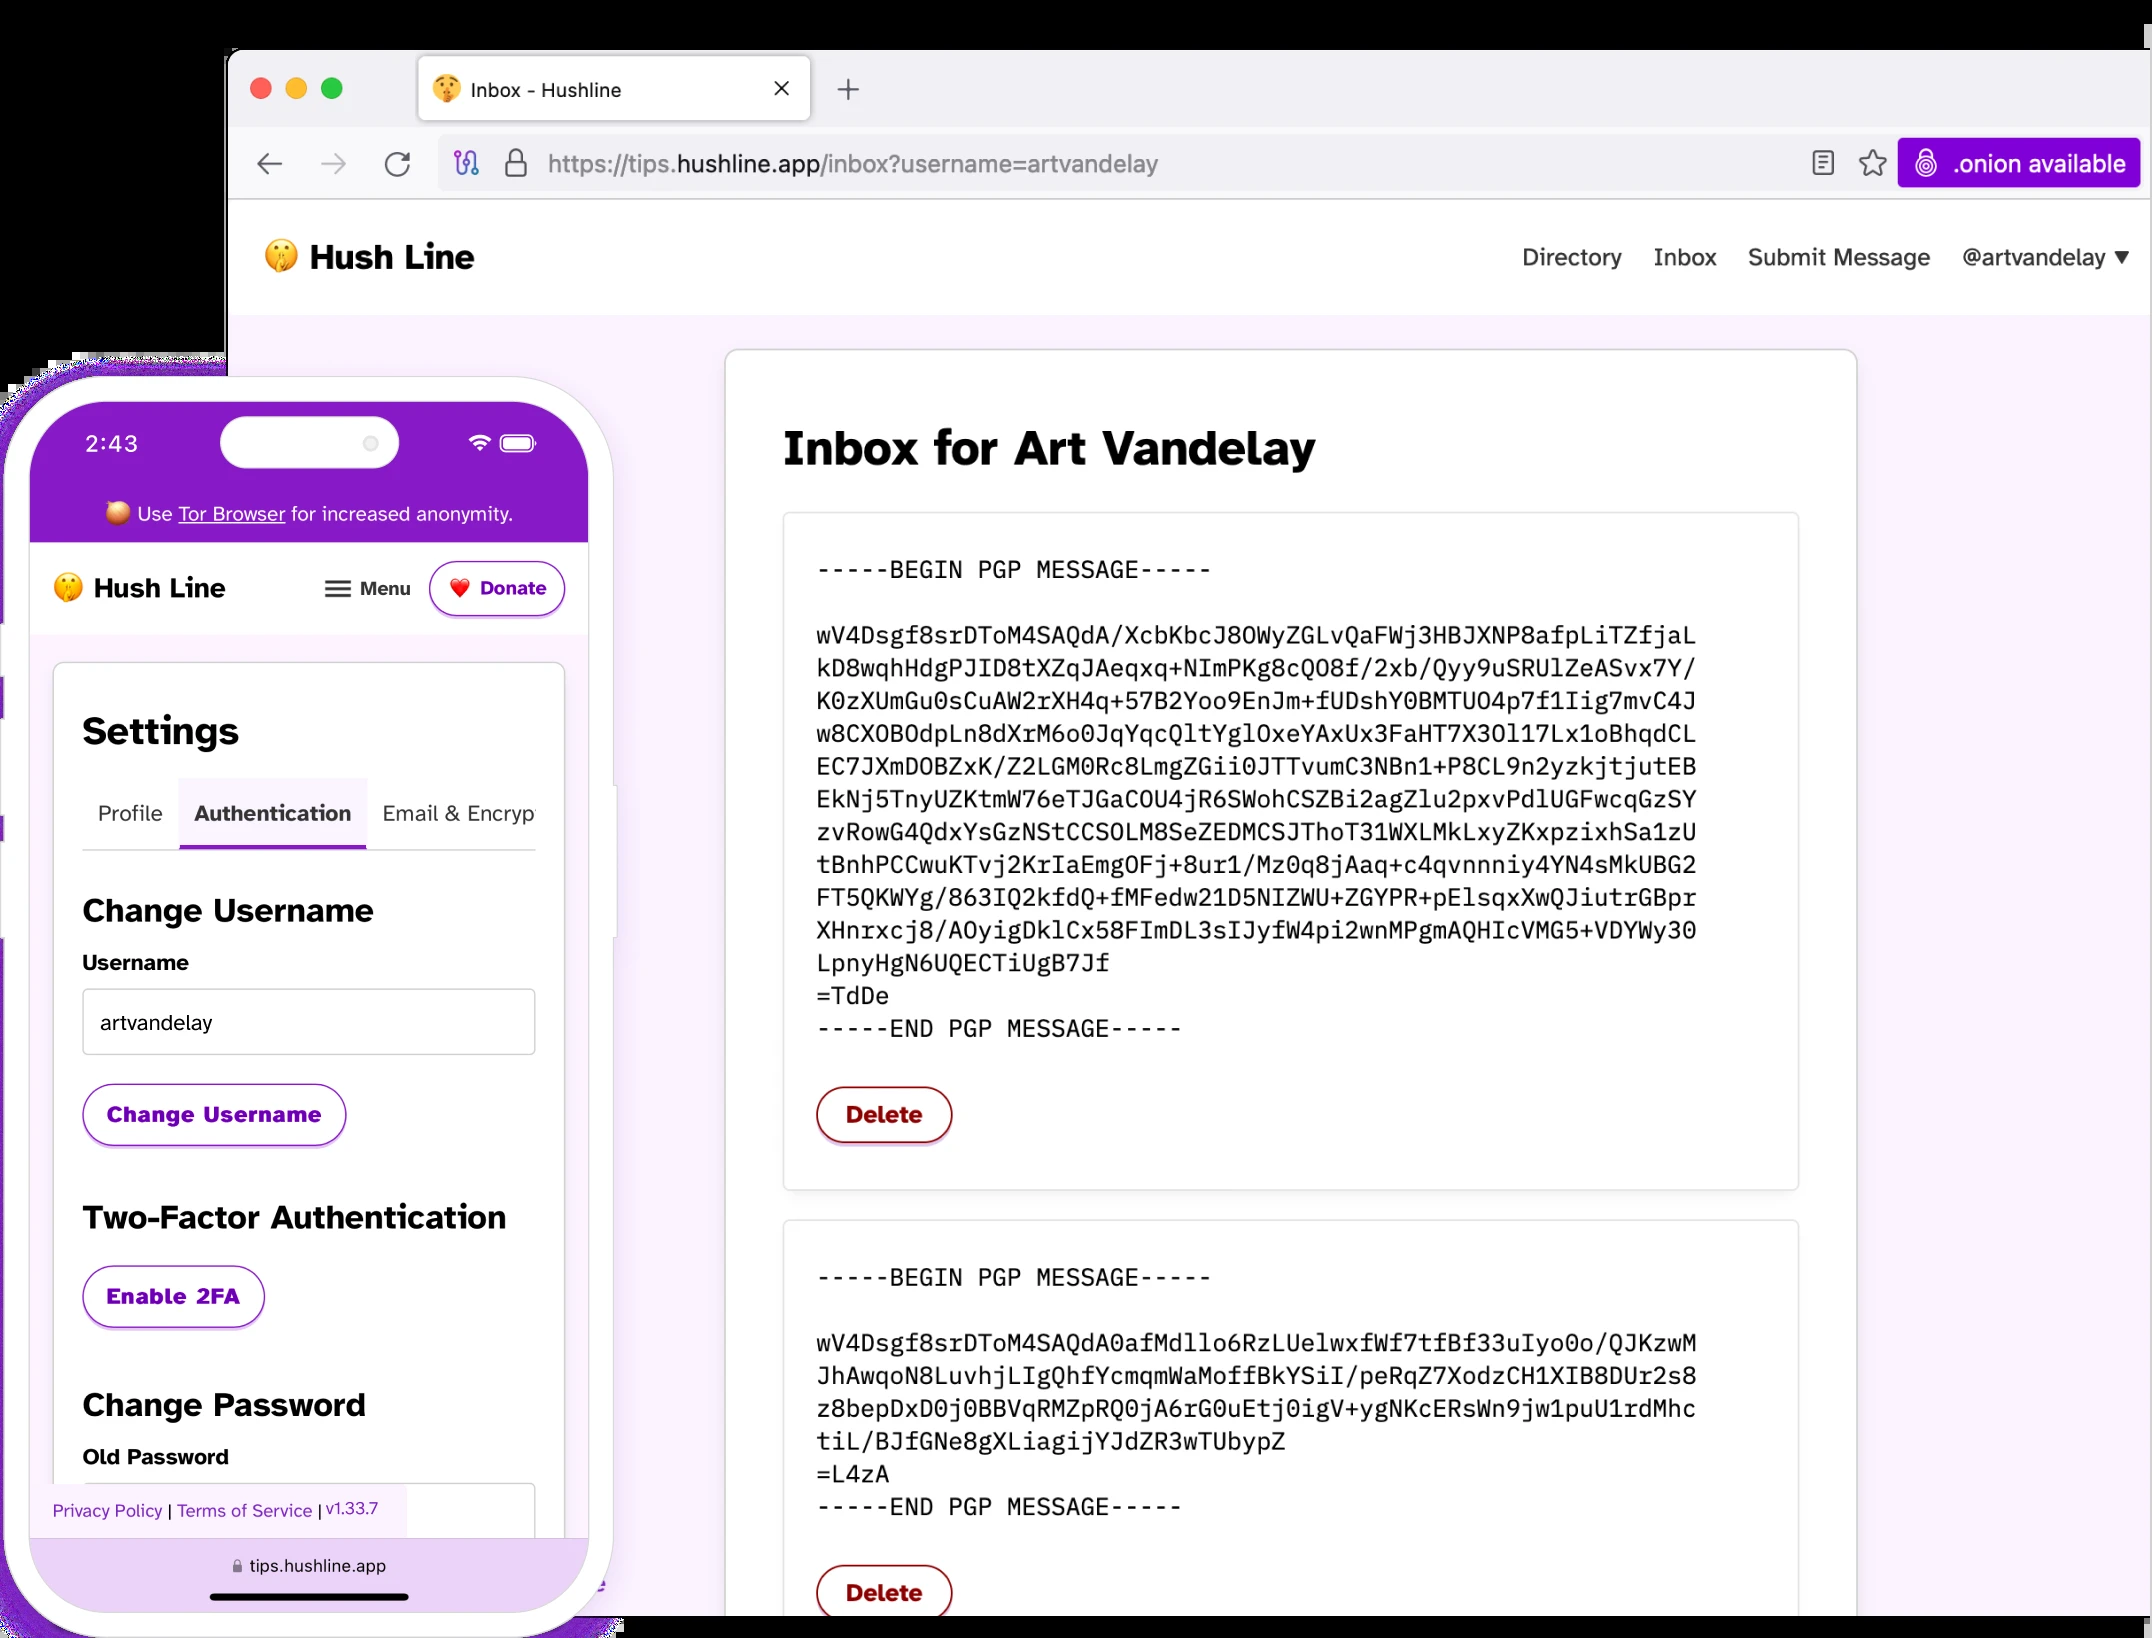 Inbox - Hushline
https://tips.hushline.app/inbox?username=artvandelay
.onion available
Hush Line
Directory Inbox Submit Message @artvandelay ▼
Inbox for Art Vandelay
-----BEGIN PGP MESSAGE-----
wV4Dsgf8srDToM4SAQdA/XcbKbcJ8OWyZGLvQaFWj3HBJXNP8afpLiTZfjaL
kD8wqhHdgPJID8tXZqJAeqxq+NImPKg8cQO8f/2xb/Qyy9uSRUlZeASvx7Y/
K0zXUmGu0sCuAW2rXH4q+57B2Yoo9EnJm+fUDshY0BMTUO4p7f1Iig7mvC4J
w8CXOBOdpLn8dXrM6o0JqYqcQltYglOxeYAxUx3FaHT7X3Ol17Lx1oBhqdCL
EC7JXmDOBZxK/Z2LGM0Rc8LmgZGii0JTTvumC3NBn1+P8CL9n2yzkjtjutEB
EkNj5TnyUZKtmW76eTJGaCOU4jR6SWohCSZBi2agZlu2pxvPdlUGFwcqGzSY
zvRowG4QdxYsGzNStCCSOLM8SeZEDMCSJThoT31WXLMkLxyZKxpzixhSa1zU
tBnhPCCwuKTvj2KrIaEmgOFj+8ur1/Mz0q8jAaq+c4qvnnniy4YN4sMkUBG2
FT5QKWYg/863IQ2kfdQ+fMFedw21D5NIZWU+ZGYPR+pElsqxXwQJiutrGBpr
XHnrxcj8/AOyigDklCx58FImDL3sIJyfW4pi2wnMPgmAQHIcVMG5+VDYWy30
LpnyHgN6UQECTiUgB7Jf
=TdDe
-----END PGP MESSAGE-----
Delete
-----BEGIN PGP MESSAGE-----
wV4Dsgf8srDToM4SAQdA0afMdllo6RzLUelwxfWf7tfBf33uIyo0o/QJKzwM
JhAwqoN8LuvhjLIgQhfYcmqmWaMoffBkYSiI/peRqZ7XodzCH1XIB8DUr2s8
z8bepDxD0j0BBVqRMZpRQ0jA6rG0uEtj0igV+ygNKcERsWn9jw1puU1rdMhc
tiL/BJfGNe8gXLiagijYJdZR3wTUbypZ
=L4zA
-----END PGP MESSAGE-----
Delete
2:43
Use Tor Browser for increased anonymity.
Hush Line
Menu
Donate
Settings
Profile Authentication Email & Encryp
Change Username
Username
artvandelay
Change Username
Two-Factor Authentication
Enable 2FA
Change Password
Old Password
Privacy Policy | Terms of Service | v1.33.7
tips.hushline.app